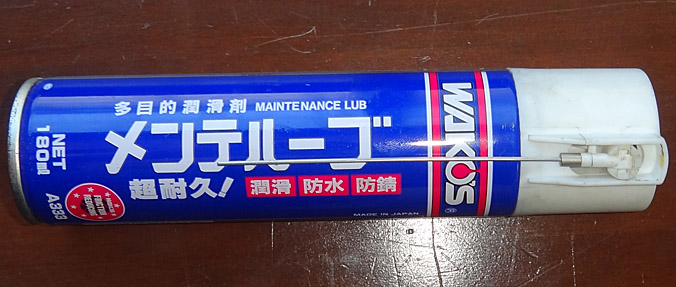 多目的潤滑剤 MAINTENANCE LUB
メンテルーブ
超耐久! 潤滑 防水 防錆
MADE IN JAPAN
NET
180ml
A333
WAKO'S
®